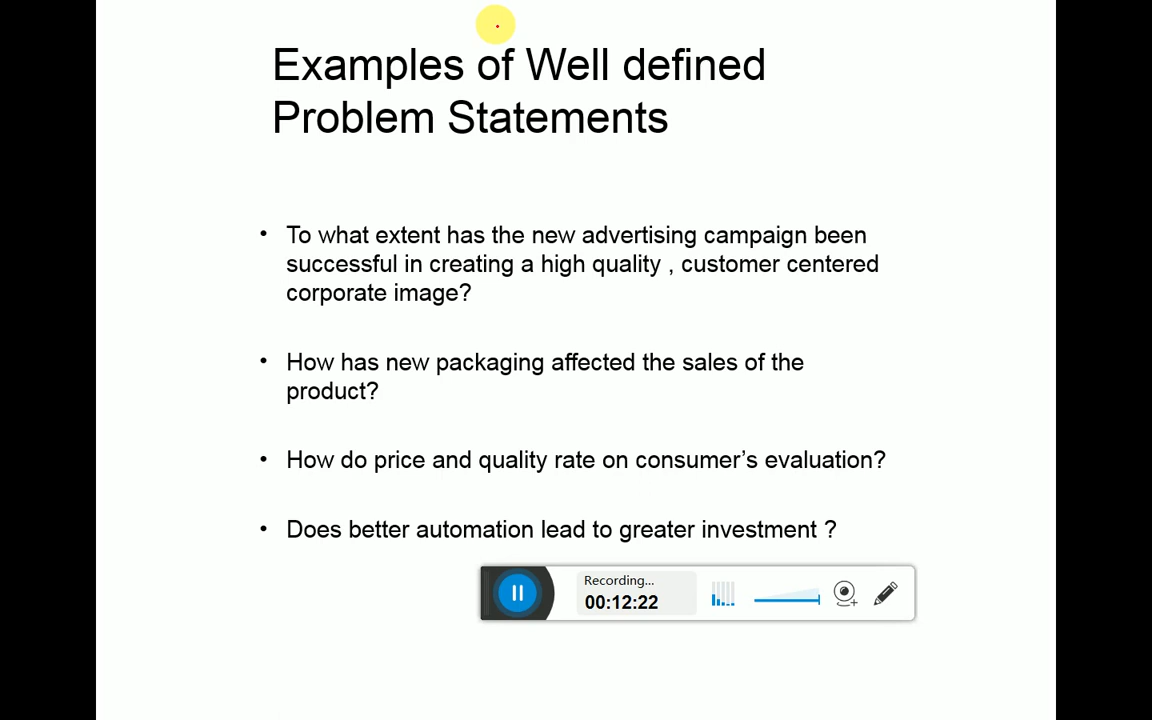 Examples of Well defined
Problem Statements
• To what extent has the new advertising campaign been
successful in creating a high quality , customer centered
corporate image?
• How has new packaging affected the sales of the
product?
• How do price and quality rate on consumer’s evaluation?
• Does better automation lead to greater investment ?
Recording...
00:12:22